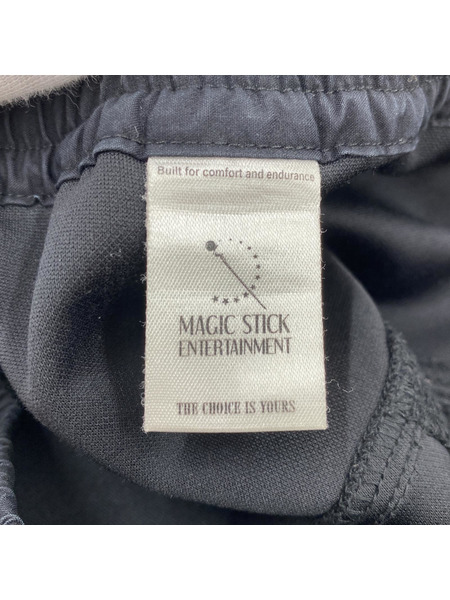 Built for comfort and endurance
MAGIC STICK
ENTERTAINMENT
THE CHOICE IS YOURS